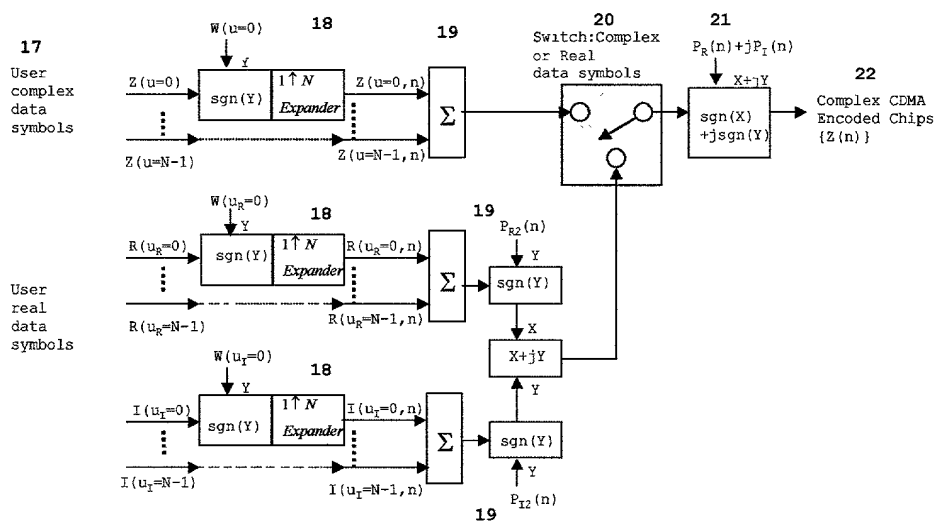 17
User
complex
data
symbols
W(u=0)
18
Y
Z(u=0)
sgn(Y)
1↑N
Expander
Z(u=0,n)
Z(u=N-1)
Z(u=N-1,n)
19
Σ
20
Switch:Complex
or Real
data symbols
21
P_R(n)+jP_I(n)
X+jY
sgn(X)
+jsgn(Y)
22
Complex CDMA
Encoded Chips
{Z(n)}
User
real
data
symbols
W(u_R=0)
18
Y
R(u_R=0)
sgn(Y)
1↑N
Expander
R(u_R=0,n)
R(u_R=N-1)
R(u_R=N-1,n)
19
Σ
P_R2(n)
Y
sgn(Y)
X
X+jY
Y
W(u_I=0)
18
Y
I(u_I=0)
sgn(Y)
1↑N
Expander
I(u_I=0,n)
I(u_I=N-1)
I(u_I=N-1,n)
Σ
sgn(Y)
Y
P_I2(n)
19